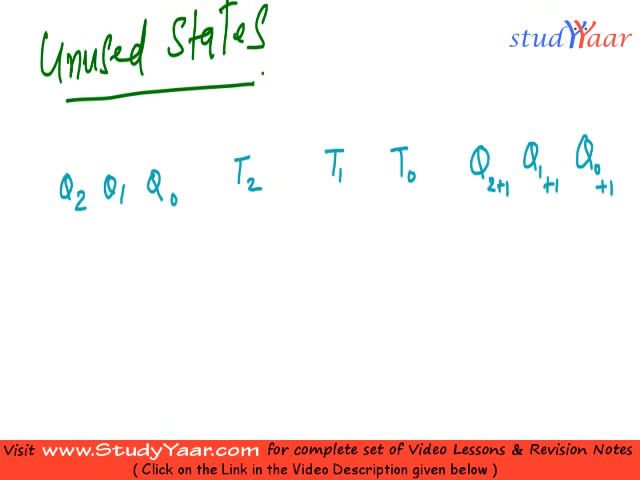 Unused States.
studYYaar
Q2 Q1 Q0 T2 T1 T0 Q2+1 Q1+1 Q0+1
Visit www.StudyYaar.com for complete set of Video Lessons & Revision Notes
( Click on the Link in the Video Description given below )